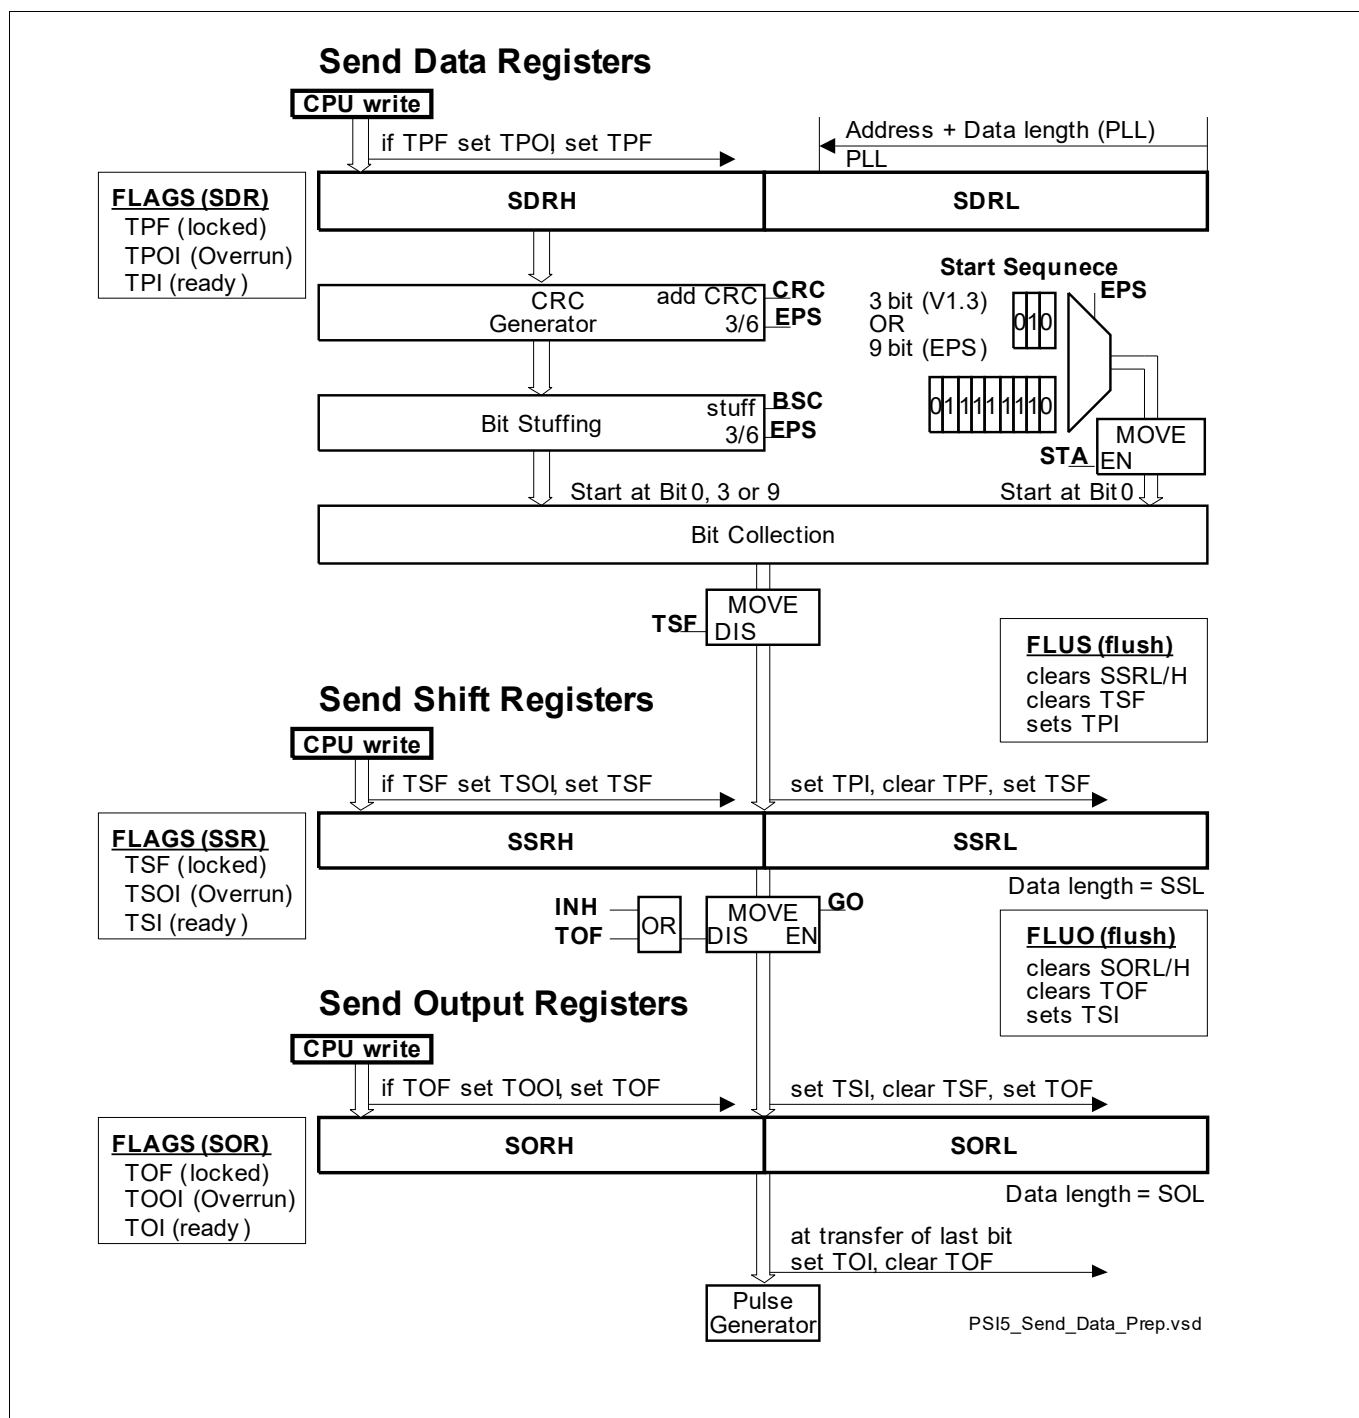 Send Data Registers
CPU write
if TPF set TPOI, set TPF
Address + Data length (PLL)
PLL
FLAGS (SDR)
TPF (locked)
TPOI (Overrun)
TPI (ready)
SDRH
SDRL
Start Sequnece
EPS
3 bit (V1.3)
OR
9 bit (EPS)
010
011111110
CRC
Generator
add CRC
3/6
CRC
EPS
Bit Stuffing
stuff
3/6
BSC
EPS
MOVE
EN
STA
Start at Bit0, 3 or 9
Start at Bit0
Bit Collection
MOVE
DIS
TSF
FLUS (flush)
clears SSRL/H
clears TSF
sets TPI
Send Shift Registers
CPU write
if TSF set TSOI, set TSF
set TPI, clear TPF, set TSF
FLAGS (SSR)
TSF (locked)
TSOI (Overrun)
TSI (ready)
SSRH
SSRL
Data length = SSL
INH
TOF
OR
MOVE
DIS EN
GO
FLUO (flush)
clears SORL/H
clears TOF
sets TSI
Send Output Registers
CPU write
if TOF set TOOI, set TOF
set TSI, clear TSF, set TOF
FLAGS (SOR)
TOF (locked)
TOOI (Overrun)
TOI (ready)
SORH
SORL
Data length = SOL
at transfer of last bit
set TOI, clear TOF
Pulse
Generator
PSI5_Send_Data_Prep.vsd